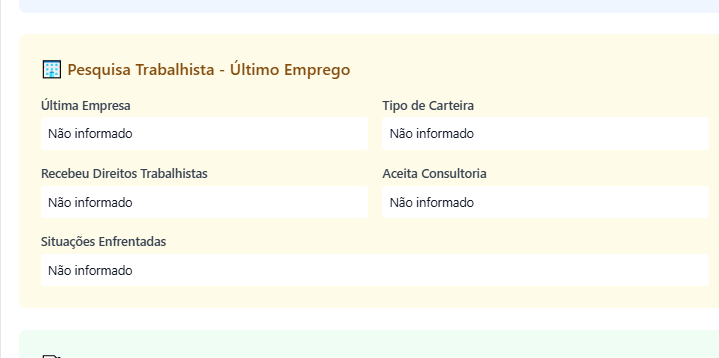 Pesquisa Trabalhista - Último Emprego
Última Empresa
Tipo de Carteira
Não informado
Não informado
Recebeu Direitos Trabalhistas
Aceita Consultoria
Não informado
Não informado
Situações Enfrentadas
Não informado